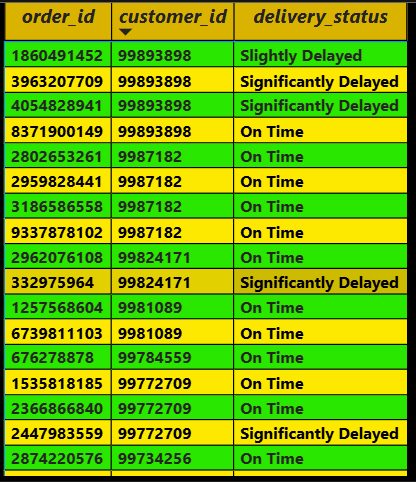 order_id customer_id delivery_status
1860491452 99893898 Slightly Delayed
3963207709 99893898 Significantly Delayed
4054828941 99893898 Significantly Delayed
8371900149 99893898 On Time
2802653261 9987182 On Time
2959828441 9987182 On Time
3186586558 9987182 On Time
9337878102 9987182 On Time
2962076108 99824171 On Time
332975964 99824171 Significantly Delayed
1257568604 9981089 On Time
6739811103 9981089 On Time
676278878 99784559 On Time
1535818185 99772709 On Time
2366866840 99772709 On Time
2447983559 99772709 Significantly Delayed
2874220576 99734256 On Time